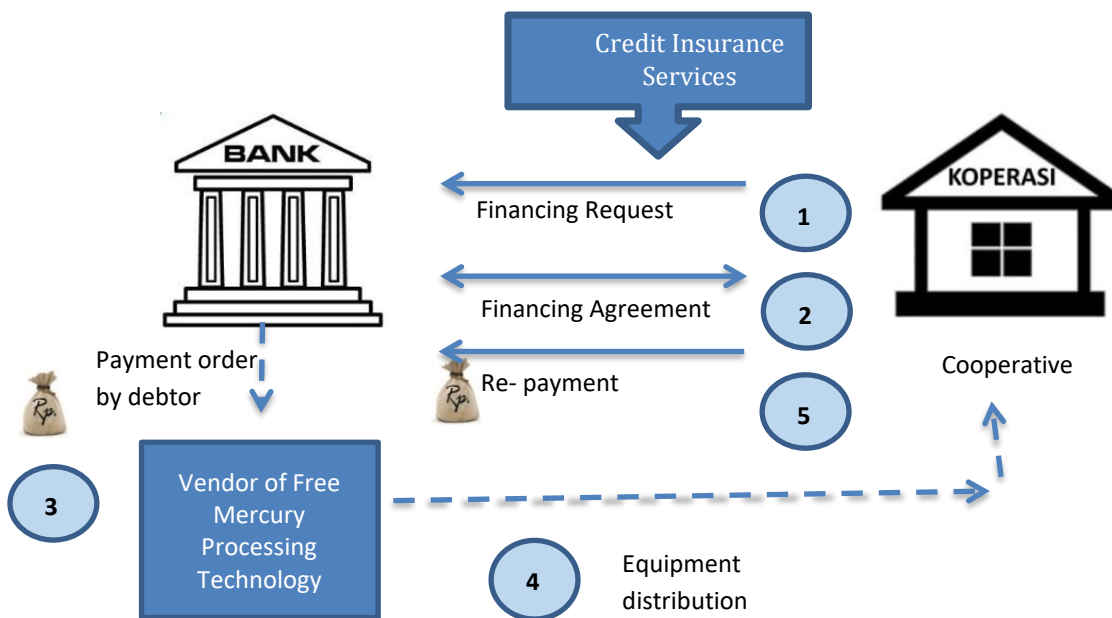 Credit Insurance
Services
BANK
KOPERASI
Financing Request
1
Financing Agreement
2
Payment order
by debtor
Rp.
Rp.
Re- payment
Cooperative
5
3
Vendor of Free
Mercury
Processing
Technology
4
Equipment
distribution